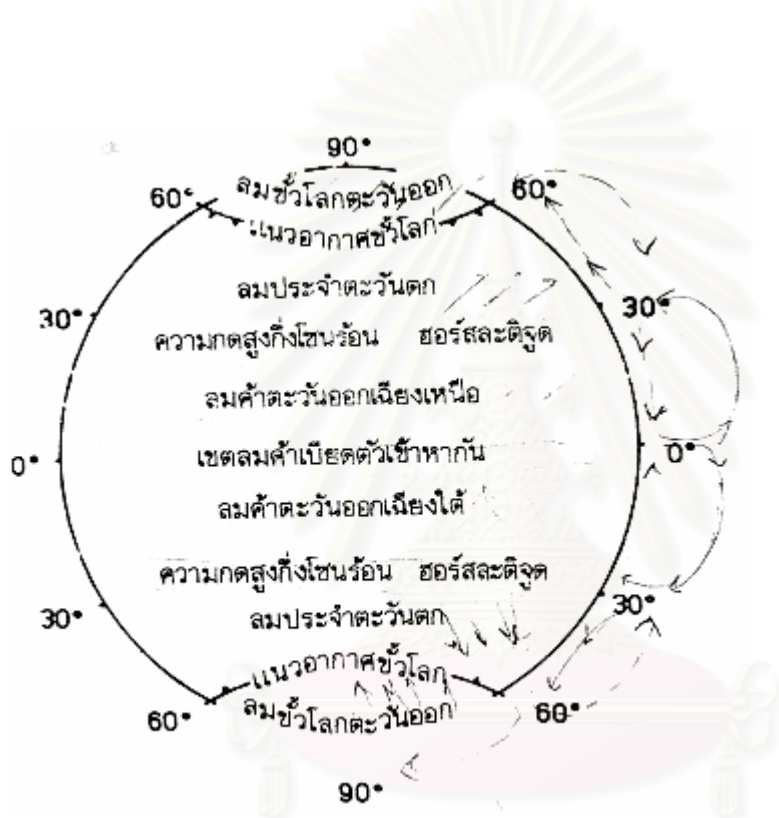 90°
60° ลมขั้วโลกตะวันออก 60°
แนวอากาศขั้วโลก
ลมประจำตะวันตก
30° 30°
ความกดสูงกึ่งโซนร้อน ฮอร์สละติจูด
ลมค้าตะวันออกเฉียงเหนือ
0° เขตลมค้าเบียดตัวเข้าหากัน 0°
ลมค้าตะวันออกเฉียงใต้
ความกดสูงกึ่งโซนร้อน ฮอร์สละติจูด
30° ลมประจำตะวันตก 30°
แนวอากาศขั้วโลก
60° ลมขั้วโลกตะวันออก 60°
90°